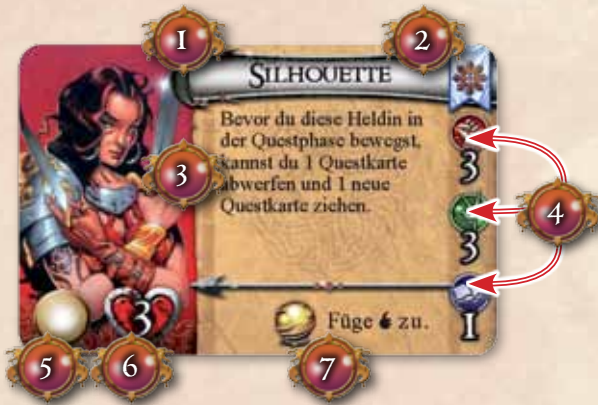 1
2
SILHOUETTE
Bevor du diese Heldin in
der Questphase bewegst,
kannst du 1 Questkarte
abwerfen und 1 neue
Questkarte ziehen.
3
3
4
3
1
3
Füge zu.
5
6
7